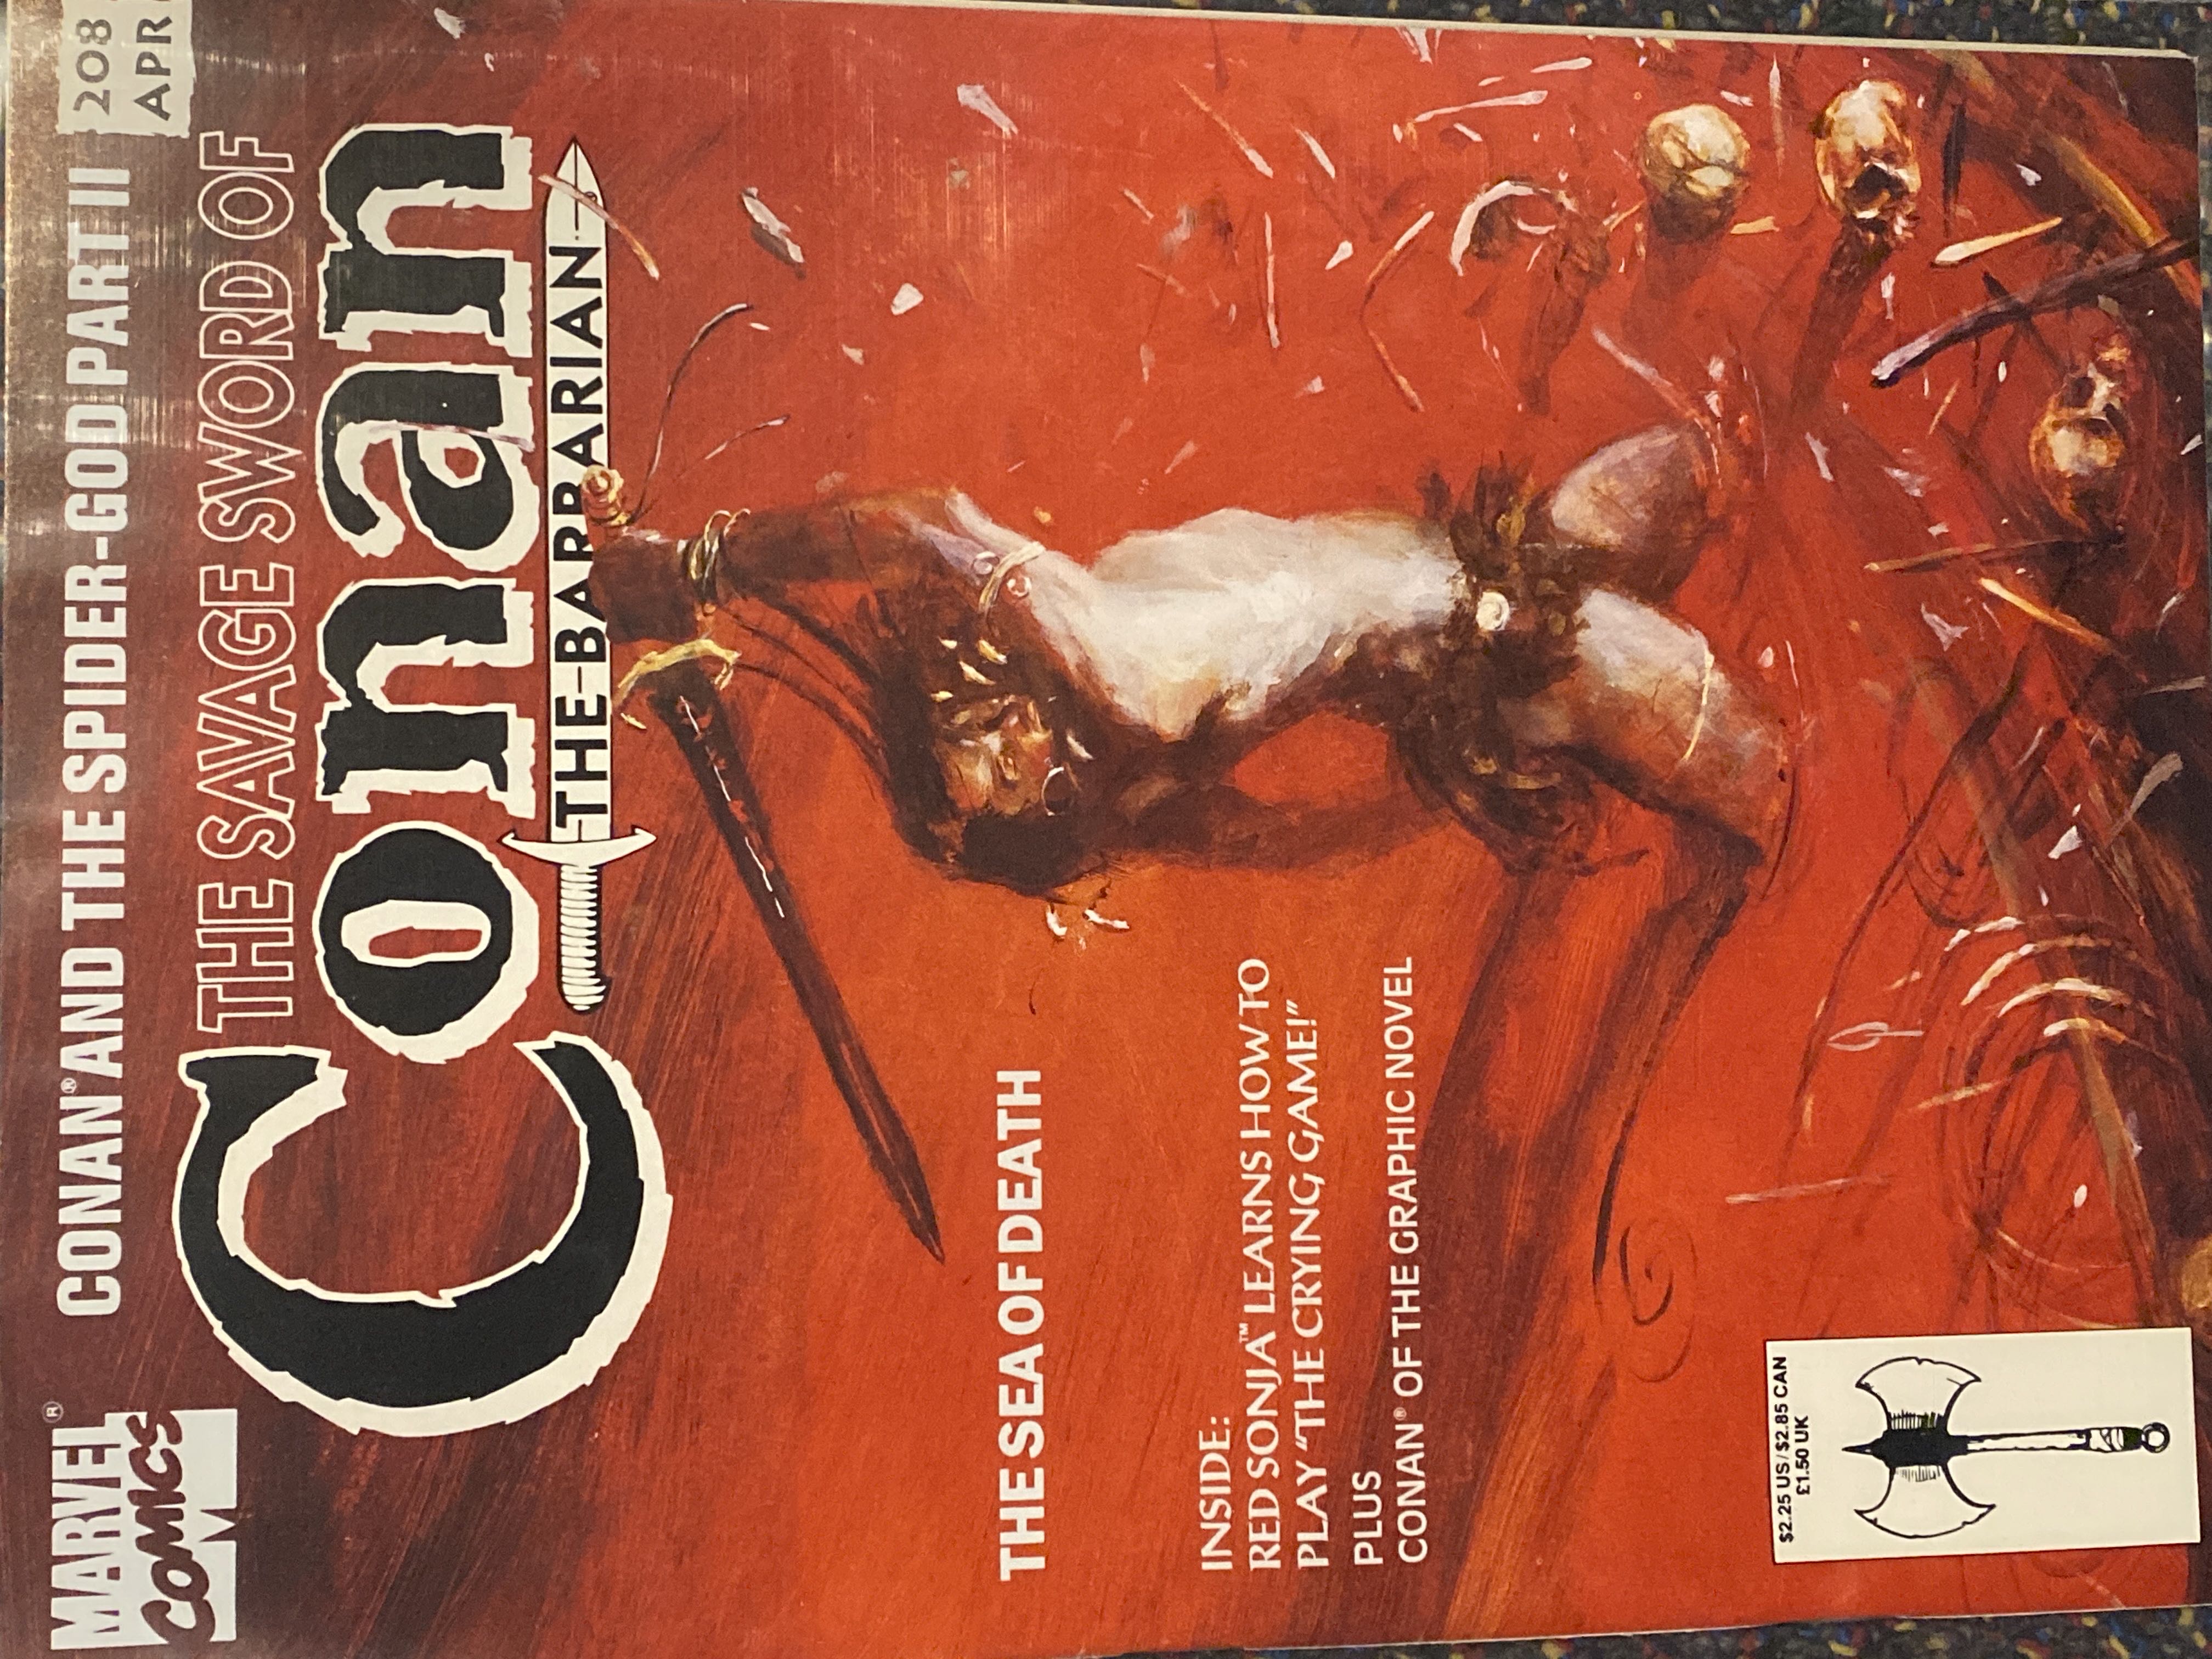 MARVEL®
COMICS
CONAN® AND THE SPIDER-GOD PART II
208
APR
THE SAVAGE SWORD OF
Conan
THE BARBARIAN
THE SEA OF DEATH
INSIDE:
RED SONJA™ LEARNS HOW TO
PLAY "THE CRYING GAME!"
PLUS
CONAN® OF THE GRAPHIC NOVEL
$2.25 US/$2.85 CAN
£1.50 UK